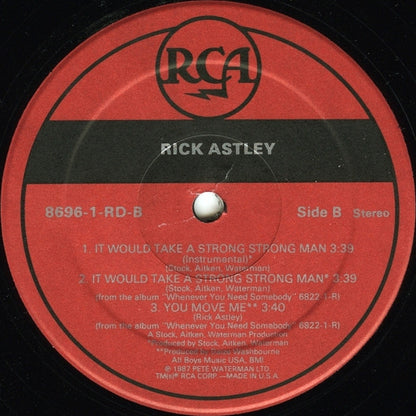 RCA
RICK ASTLEY
8696-1-RD-B Side B Stereo
1. IT WOULD TAKE A STRONG STRONG MAN 3:39
(Instrumental)*
(Stock, Aitken, Waterman)
2. IT WOULD TAKE A STRONG STRONG MAN* 3:39
(Stock, Aitken, Waterman)
(from the album "Whenever You Need Somebody" 6822-1-R)
3. YOU MOVE ME** 3:40
(Rick Astley)
(from the album "Whenever You Need Somebody" 6822-1-R)
A Stock, Aitken, Waterman Production
*Produced by Stock, Aitken, Waterman
**Produced by Washbourne
All Boys Music USA, BMI
℗ 1987 PETE WATERMAN LTD.
TM(s)® RCA CORP.—MADE IN U.S.A.